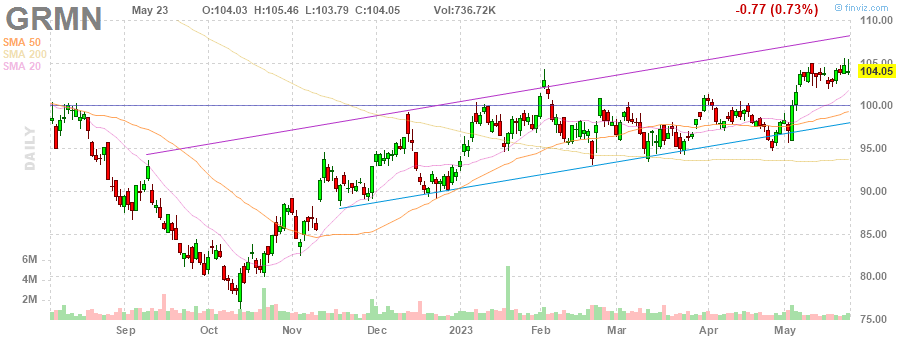 GRMN May 23 O:104.03 H:105.46 L:103.79 C:104.05 Vol:736.72K -0.77 (0.73%) © finviz.com
SMA 50
SMA 200
SMA 20
DAILY
110.00
105.00
104.05
100.00
95.00
90.00
85.00
80.00
75.00
6M
4M
2M
Sep Oct Nov Dec 2023 Feb Mar Apr May